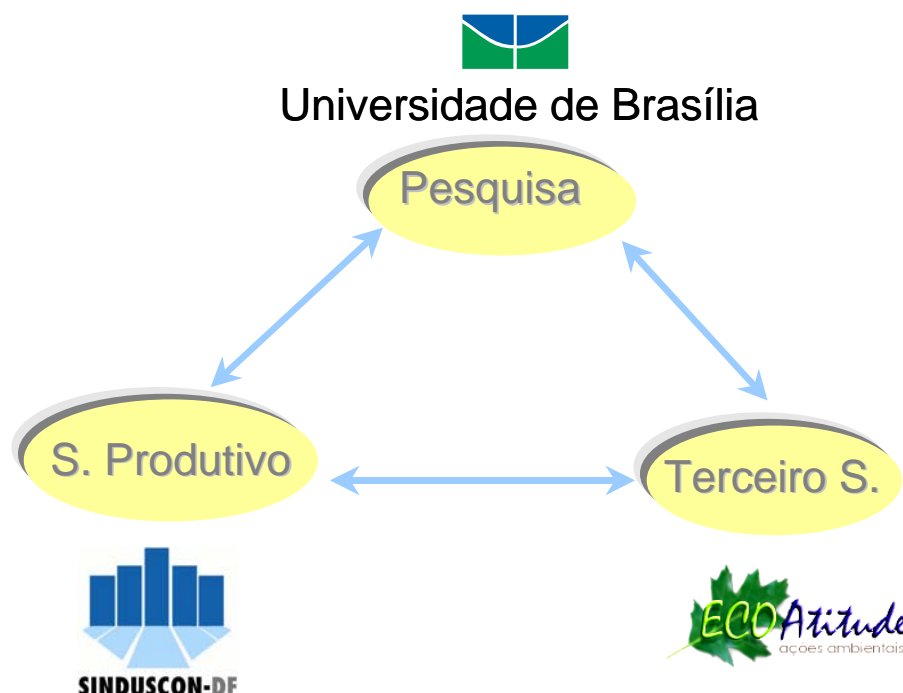 Universidade de Brasília
Pesquisa
S. Produtivo
Terceiro S.
SINDUSCON-DF
ECOAtitude
ações ambientais